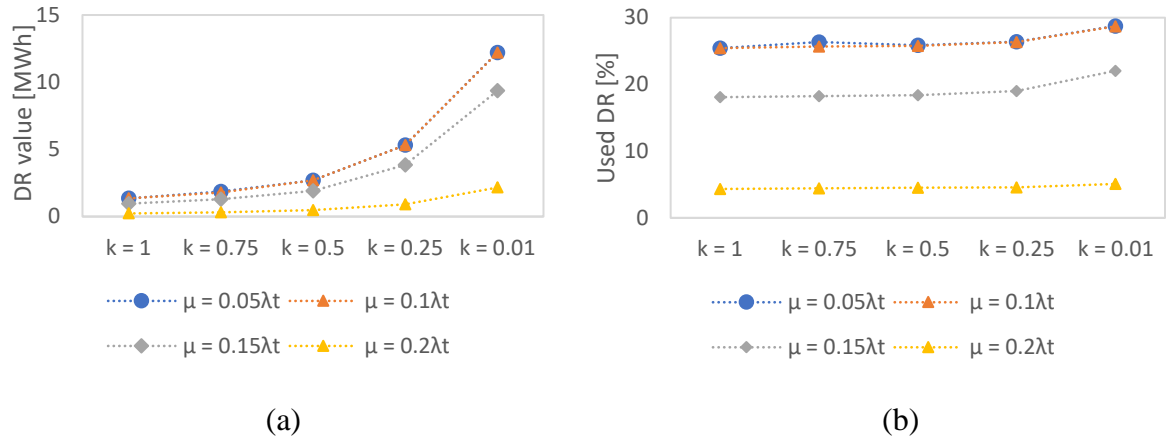 DR value [MWh]
15
10
5
0
k = 1 k = 0.75 k = 0.5 k = 0.25 k = 0.01
μ = 0.05λt μ = 0.1λt
μ = 0.15λt μ = 0.2λt
(a)
Used DR [%]
30
20
10
0
k = 1 k = 0.75 k = 0.5 k = 0.25 k = 0.01
μ = 0.05λt μ = 0.1λt
μ = 0.15λt μ = 0.2λt
(b)